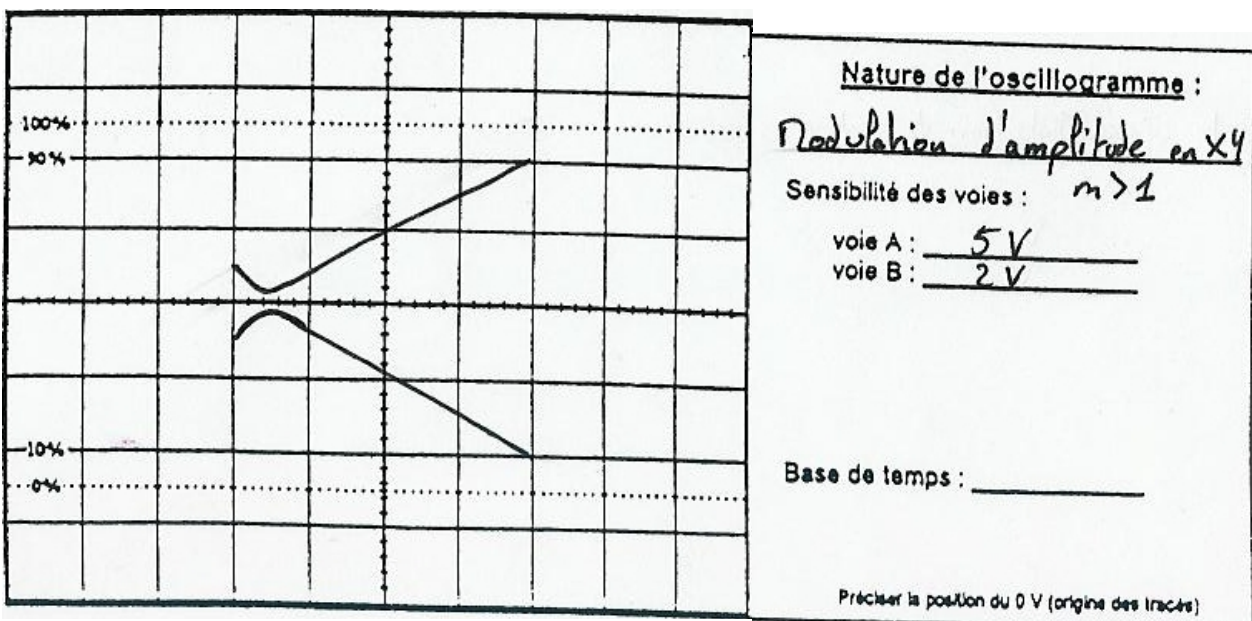 100%
90%
10%
0%
Nature de l'oscillogramme :
Modulation d'amplitude en XY
m>1
Sensibilité des voies :
voie A : 5 V
voie B : 2 V
Base de temps :
Préciser la position du 0 V (origine des tracés)